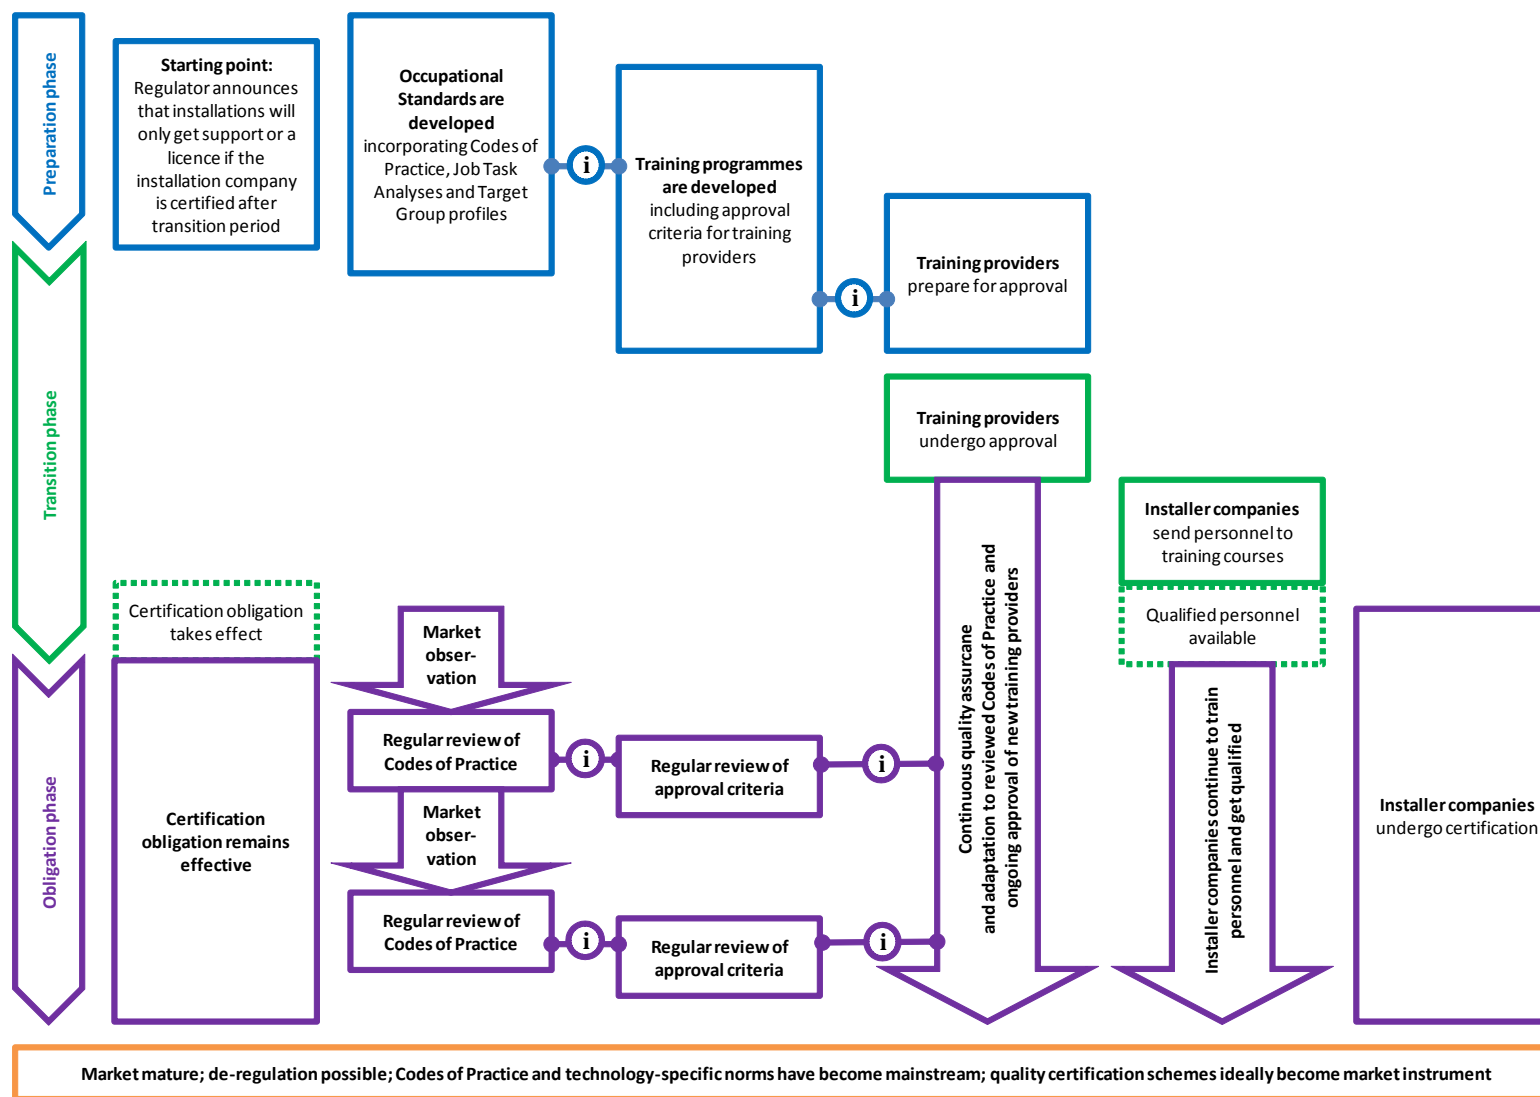 Preparation phase
Starting point:
Regulator announces
that installations will
only get support or a
licence if the
installation company
is certified after
transition period
Occupational
Standards are
developed
incorporating Codes of
Practice, Job Task
Analyses and Target
Group profiles
i
Training programmes
are developed
including approval
criteria for training
providers
i
Training providers
prepare for approval
Transition phase
Training providers
undergo approval
Installer companies
send personnel to
training courses
Certification obligation
takes effect
Qualified personnel
available
Obligation phase
Certification
obligation remains
effective
Market
obser-
vation
Regular review of
Codes of Practice
i
Regular review of
approval criteria
i
Market
obser-
vation
Regular review of
Codes of Practice
i
Regular review of
approval criteria
i
Continuous quality assurcane
and adaptation to reviewed Codes of Practice and
ongoing approval of new training providers
Installer companies continue to train
personnel and get qualified
Installer companies
undergo certification
Market mature; de-regulation possible; Codes of Practice and technology-specific norms have become mainstream; quality certification schemes ideally become market instrument